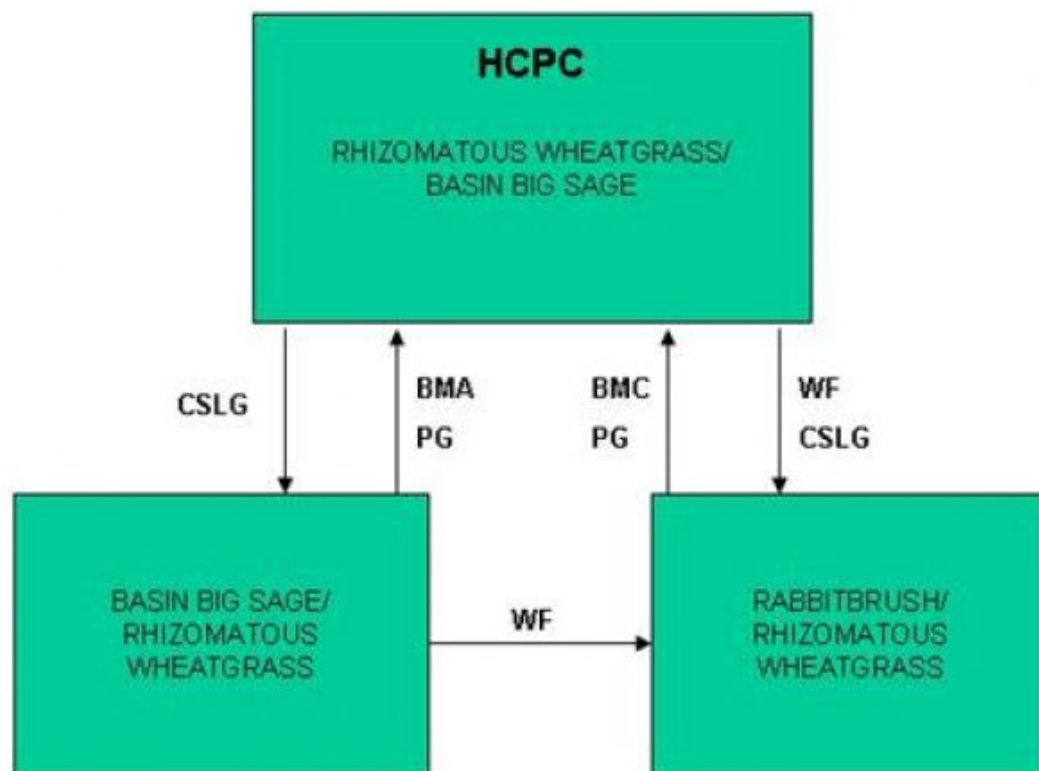 HCPC
RHIZOMATOUS WHEATGRASS/
BASIN BIG SAGE
CSLG
BMA
PG
BMC
PG
WF
CSLG
BASIN BIG SAGE/
RHIZOMATOUS
WHEATGRASS
WF
RABBITBRUSH/
RHIZOMATOUS
WHEATGRASS